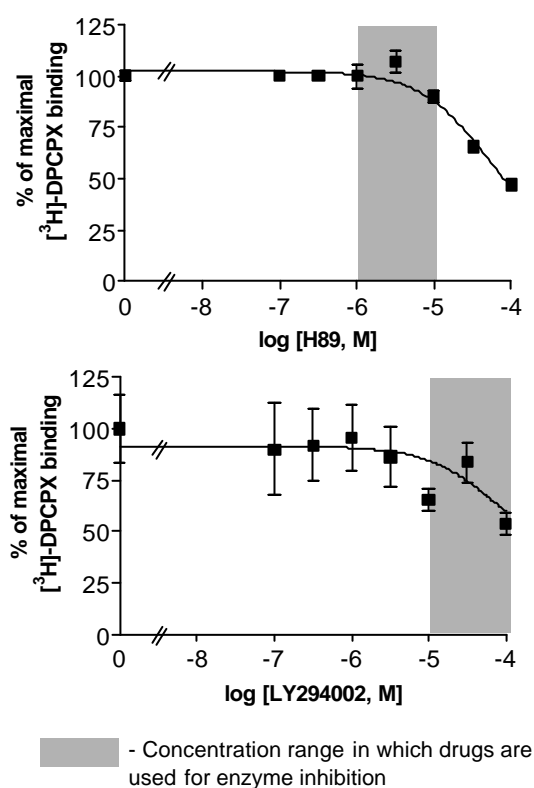 125
100
75
50
25
0
% of maximal
[³H]-DPCPX binding
0 -8 -7 -6 -5 -4
log [H89, M]
125
100
75
50
25
0
% of maximal
[³H]-DPCPX binding
0 -8 -7 -6 -5 -4
log [LY294002, M]
- Concentration range in which drugs are
used for enzyme inhibition